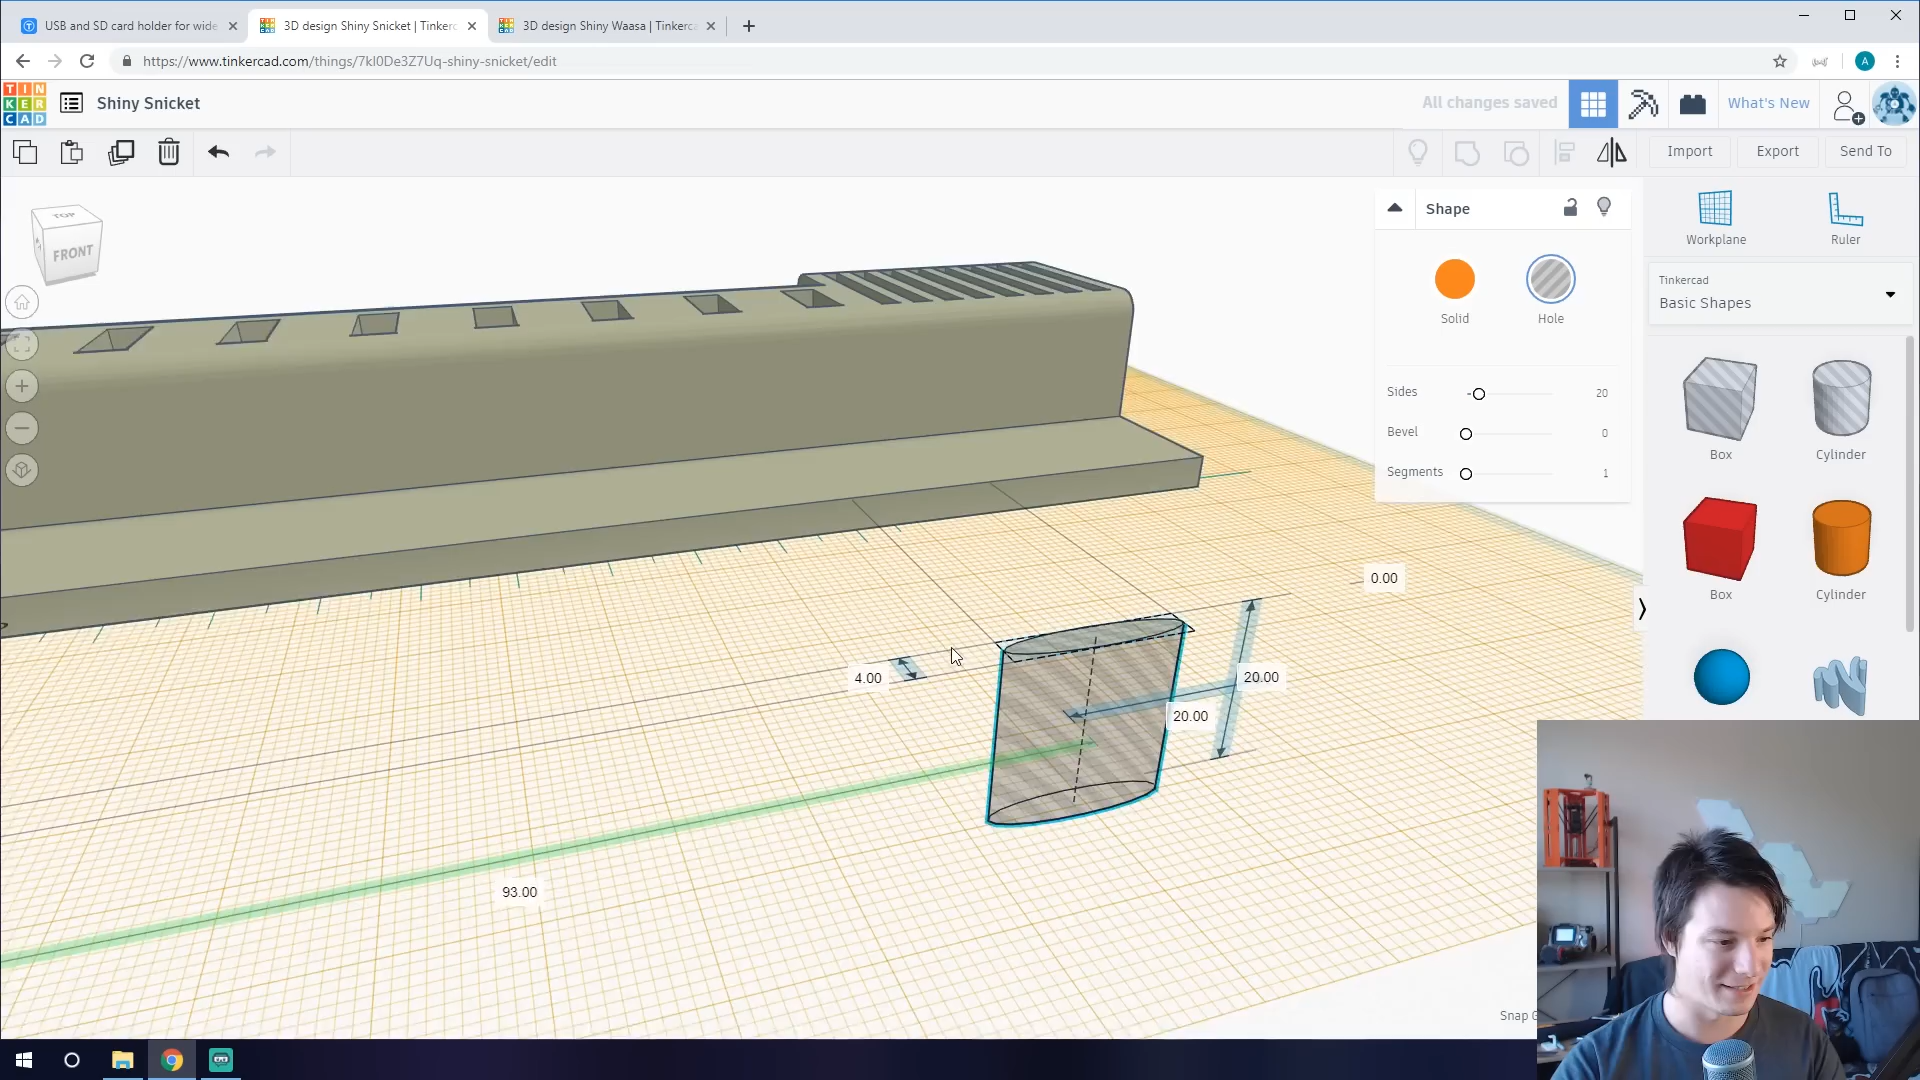 USB and SD card holder for wide
3D design Shiny Snicket | Tinkerc
3D design Shiny Waasa | Tinkerca
https://www.tinkercad.com/things/7kI0De3Z7Uq-shiny-snicket/edit
A
TIN
KER
CAD
Shiny Snicket
All changes saved
What's New
Import
Export
Send To
TOP
FRONT
Shape
Solid
Hole
Sides
20
Bevel
0
Segments
1
Workplane
Ruler
Tinkercad
Basic Shapes
Box
Cylinder
Box
Cylinder
0.00
4.00
20.00
20.00
93.00
Snap G